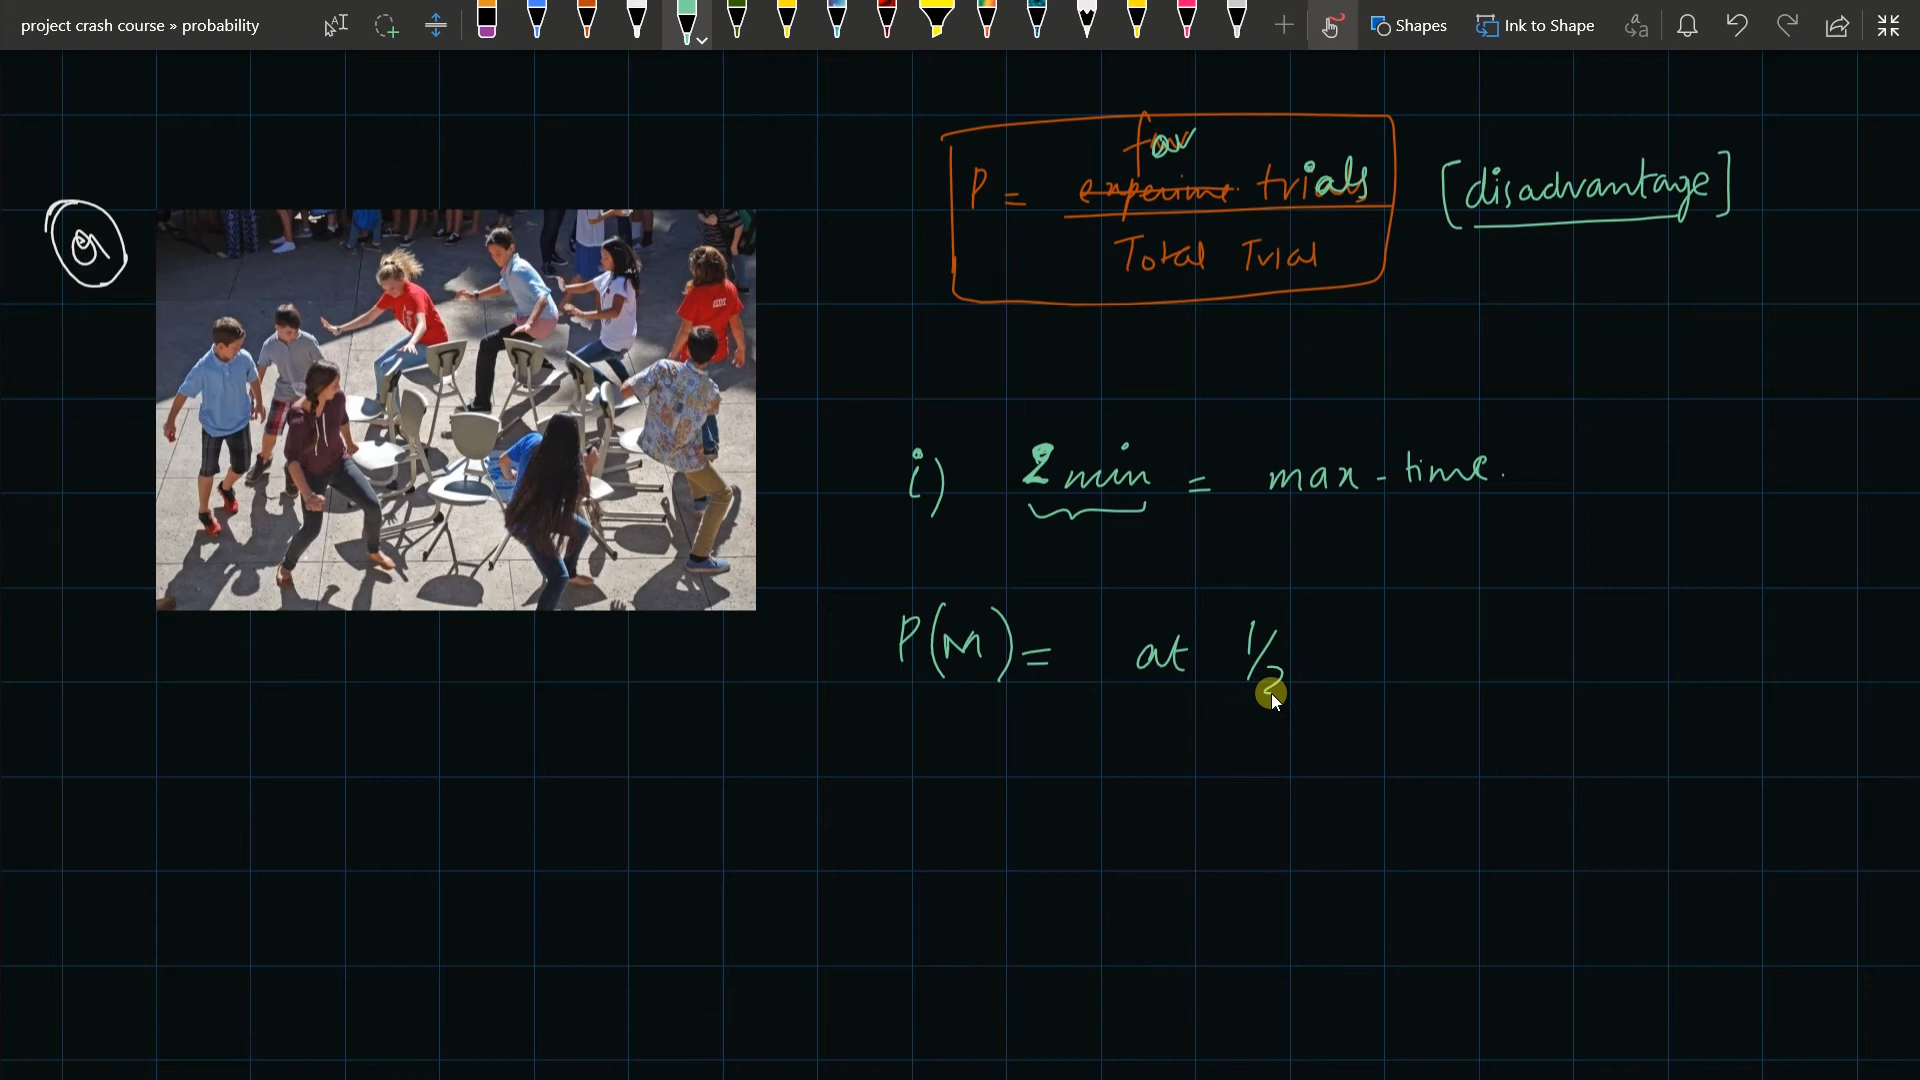 project crash course » probability
Shapes
Ink to Shape
fav
P = experime. trials
Total Trial
[disadvantage]
Q
i) 2 min = max - time.
P(M) = at 1/2